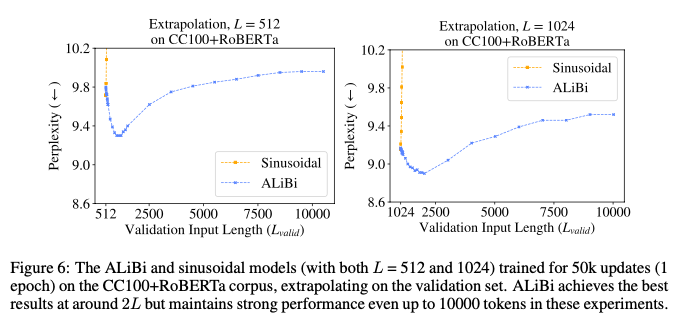 Extrapolation, L = 512
on CC100+RoBERTa
10.2
9.8
9.4
9.0
8.6
Perplexity (←)
Sinusoidal
ALiBi
512
2500
5000
7500
10000
Validation Input Length (Lvalid)
Extrapolation, L = 1024
on CC100+RoBERTa
10.2
9.8
9.4
9.0
8.6
Perplexity (←)
Sinusoidal
ALiBi
1024
2500
5000
7500
10000
Validation Input Length (Lvalid)
Figure 6: The ALiBi and sinusoidal models (with both L = 512 and 1024) trained for 50k updates (1
epoch) on the CC100+RoBERTa corpus, extrapolating on the validation set. ALiBi achieves the best
results at around 2L but maintains strong performance even up to 10000 tokens in these experiments.